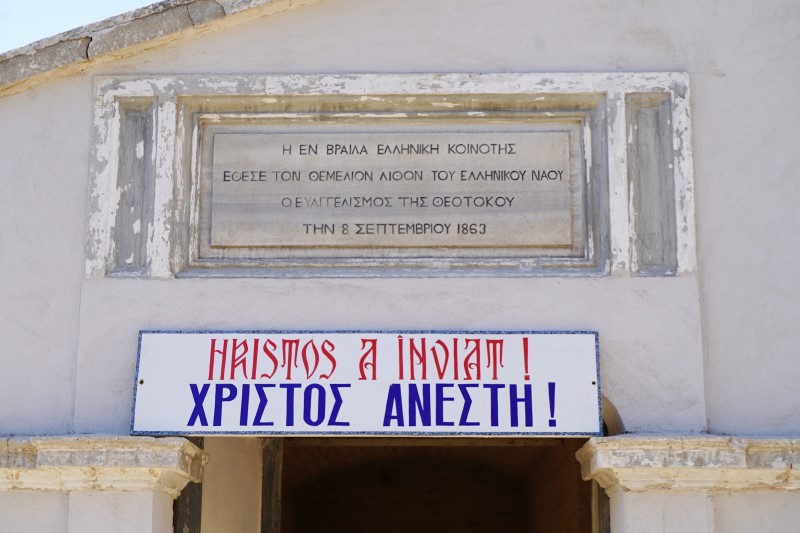 Η ΕΝ ΒΡΑΙΛΑ ΕΛΛΗΝΙΚΗ ΚΟΙΝΟΤΗΣ
ΕΘΕΣΕ ΤΟΝ ΘΕΜΕΛΙΟΝ ΛΙΘΟΝ ΤΟΥ ΕΛΛΗΝΙΚΟΥ ΝΑΟΥ
Ο ΕΥΑΓΓΕΛΙΣΜΟΣ ΤΗΣ ΘΕΟΤΟΚΟΥ
ΤΗΝ 8 ΣΕΠΤΕΜΒΡΙΟΥ 1863
HRISTOS A ÎNVIAT !
ΧΡΙΣΤΟΣ ΑΝΕΣΤΗ !